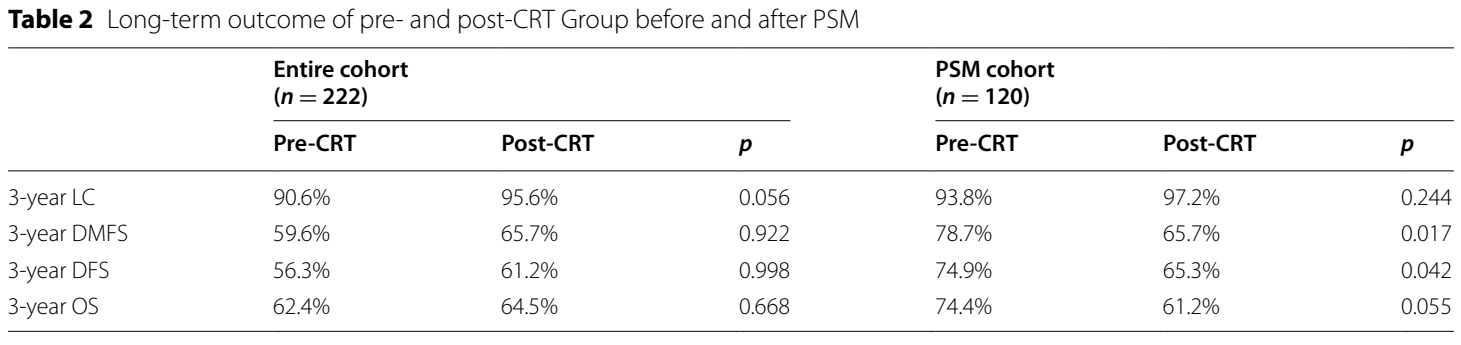 Table 2 Long-term outcome of pre- and post-CRT Group before and after PSM
Entire cohort (n = 222) PSM cohort (n = 120)
Pre-CRT Post-CRT p Pre-CRT Post-CRT p
3-year LC 90.6% 95.6% 0.056 93.8% 97.2% 0.244
3-year DMFS 59.6% 65.7% 0.922 78.7% 65.7% 0.017
3-year DFS 56.3% 61.2% 0.998 74.9% 65.3% 0.042
3-year OS 62.4% 64.5% 0.668 74.4% 61.2% 0.055